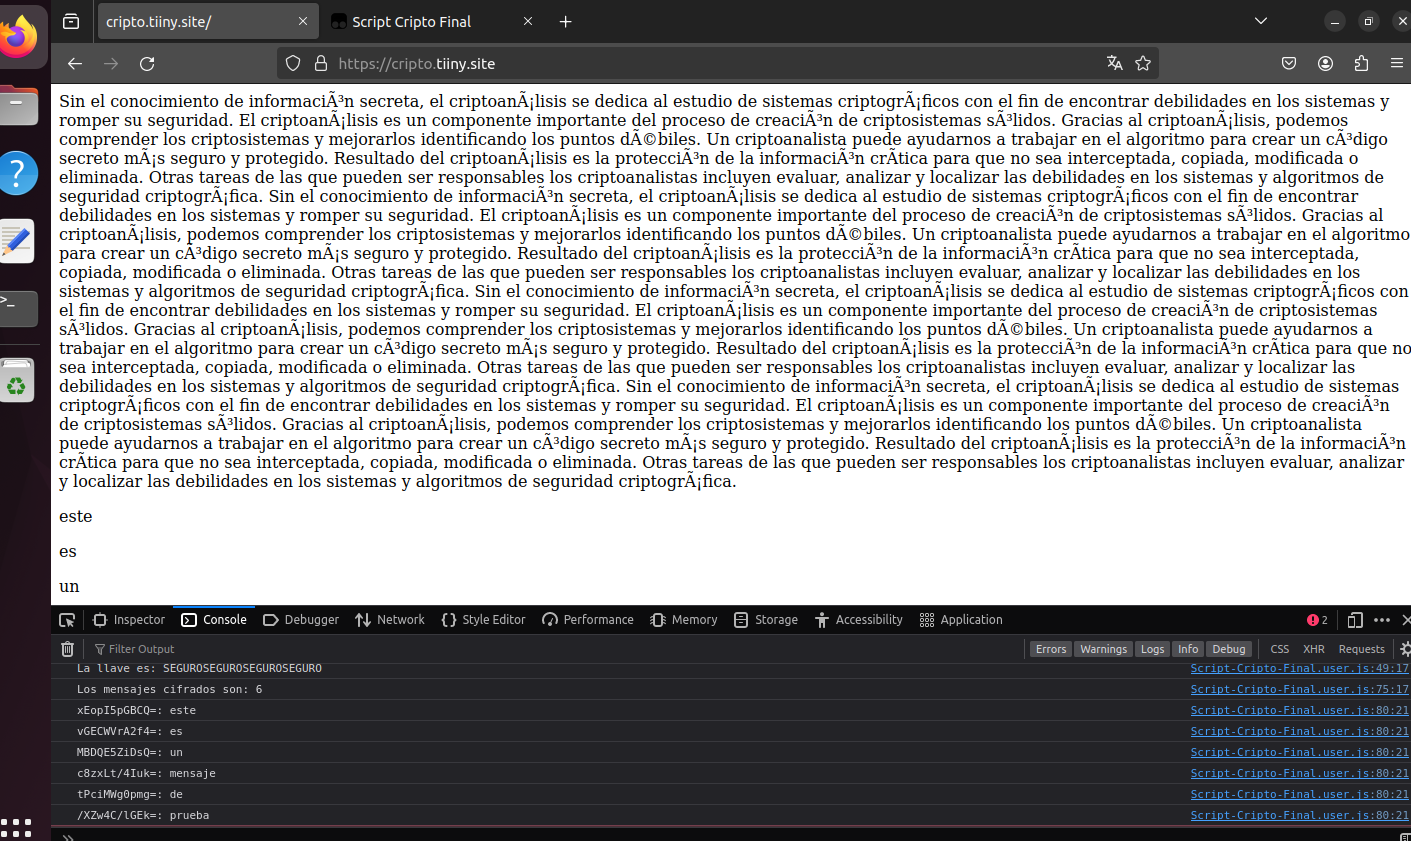 cripto.tiiny.site/
Script Cripto Final
https://cripto.tiiny.site
Sin el conocimiento de informaciÃ³n secreta, el criptoanÃ¡lisis se dedica al estudio de sistemas criptogrÃ¡ficos con el fin de encontrar debilidades en los sistemas y
romper su seguridad. El criptoanÃ¡lisis es un componente importante del proceso de creaciÃ³n de criptosistemas sÃ³lidos. Gracias al criptoanÃ¡lisis, podemos
comprender los criptosistemas y mejorarlos identificando los puntos dÃ©biles. Un criptoanalista puede ayudarnos a trabajar en el algoritmo para crear un cÃ³digo
secreto mÃ¡s seguro y protegido. Resultado del criptoanÃ¡lisis es la protecciÃ³n de la informaciÃ³n crÃ­tica para que no sea interceptada, copiada, modificada o
eliminada. Otras tareas de las que pueden ser responsables los criptoanalistas incluyen evaluar, analizar y localizar las debilidades en los sistemas y algoritmos de
seguridad criptogrÃ¡fica. Sin el conocimiento de informaciÃ³n secreta, el criptoanÃ¡lisis se dedica al estudio de sistemas criptogrÃ¡ficos con el fin de encontrar
debilidades en los sistemas y romper su seguridad. El criptoanÃ¡lisis es un componente importante del proceso de creaciÃ³n de criptosistemas sÃ³lidos. Gracias al
criptoanÃ¡lisis, podemos comprender los criptosistemas y mejorarlos identificando los puntos dÃ©biles. Un criptoanalista puede ayudarnos a trabajar en el algoritmo
para crear un cÃ³digo secreto mÃ¡s seguro y protegido. Resultado del criptoanÃ¡lisis es la protecciÃ³n de la informaciÃ³n crÃ­tica para que no sea interceptada,
copiada, modificada o eliminada. Otras tareas de las que pueden ser responsables los criptoanalistas incluyen evaluar, analizar y localizar las debilidades en los
sistemas y algoritmos de seguridad criptogrÃ¡fica. Sin el conocimiento de informaciÃ³n secreta, el criptoanÃ¡lisis se dedica al estudio de sistemas criptogrÃ¡ficos con
el fin de encontrar debilidades en los sistemas y romper su seguridad. El criptoanÃ¡lisis es un componente importante del proceso de creaciÃ³n de criptosistemas
sÃ³lidos. Gracias al criptoanÃ¡lisis, podemos comprender los criptosistemas y mejorarlos identificando los puntos dÃ©biles. Un criptoanalista puede ayudarnos a
trabajar en el algoritmo para crear un cÃ³digo secreto mÃ¡s seguro y protegido. Resultado del criptoanÃ¡lisis es la protecciÃ³n de la informaciÃ³n crÃ­tica para que no
sea interceptada, copiada, modificada o eliminada. Otras tareas de las que pueden ser responsables los criptoanalistas incluyen evaluar, analizar y localizar las
debilidades en los sistemas y algoritmos de seguridad criptogrÃ¡fica. Sin el conocimiento de informaciÃ³n secreta, el criptoanÃ¡lisis se dedica al estudio de sistemas
criptogrÃ¡ficos con el fin de encontrar debilidades en los sistemas y romper su seguridad. El criptoanÃ¡lisis es un componente importante del proceso de creaciÃ³n
de criptosistemas sÃ³lidos. Gracias al criptoanÃ¡lisis, podemos comprender los criptosistemas y mejorarlos identificando los puntos dÃ©biles. Un criptoanalista
puede ayudarnos a trabajar en el algoritmo para crear un cÃ³digo secreto mÃ¡s seguro y protegido. Resultado del criptoanÃ¡lisis es la protecciÃ³n de la informaciÃ³n
crÃ­tica para que no sea interceptada, copiada, modificada o eliminada. Otras tareas de las que pueden ser responsables los criptoanalistas incluyen evaluar, analizar
y localizar las debilidades en los sistemas y algoritmos de seguridad criptogrÃ¡fica.
este
es
un
Inspector Console Debugger Network Style Editor Performance Memory Storage Accessibility Application 2
Filter Output Errors Warnings Logs Info Debug CSS XHR Requests
La llave es: SEGUROSEGUROSEGUROSEGURO Script-Cripto-Final.user.js:49:17
Los mensajes cifrados son: 6 Script-Cripto-Final.user.js:75:17
xEopI5pGBCQ=: este Script-Cripto-Final.user.js:80:21
vGECWVrA2f4=: es Script-Cripto-Final.user.js:80:21
MBDQE5ZiDsQ=: un Script-Cripto-Final.user.js:80:21
c8zxLt/4Iuk=: mensaje Script-Cripto-Final.user.js:80:21
tPciMWg0pmg=: de Script-Cripto-Final.user.js:80:21
/XZw4C/lGEk=: prueba Script-Cripto-Final.user.js:80:21